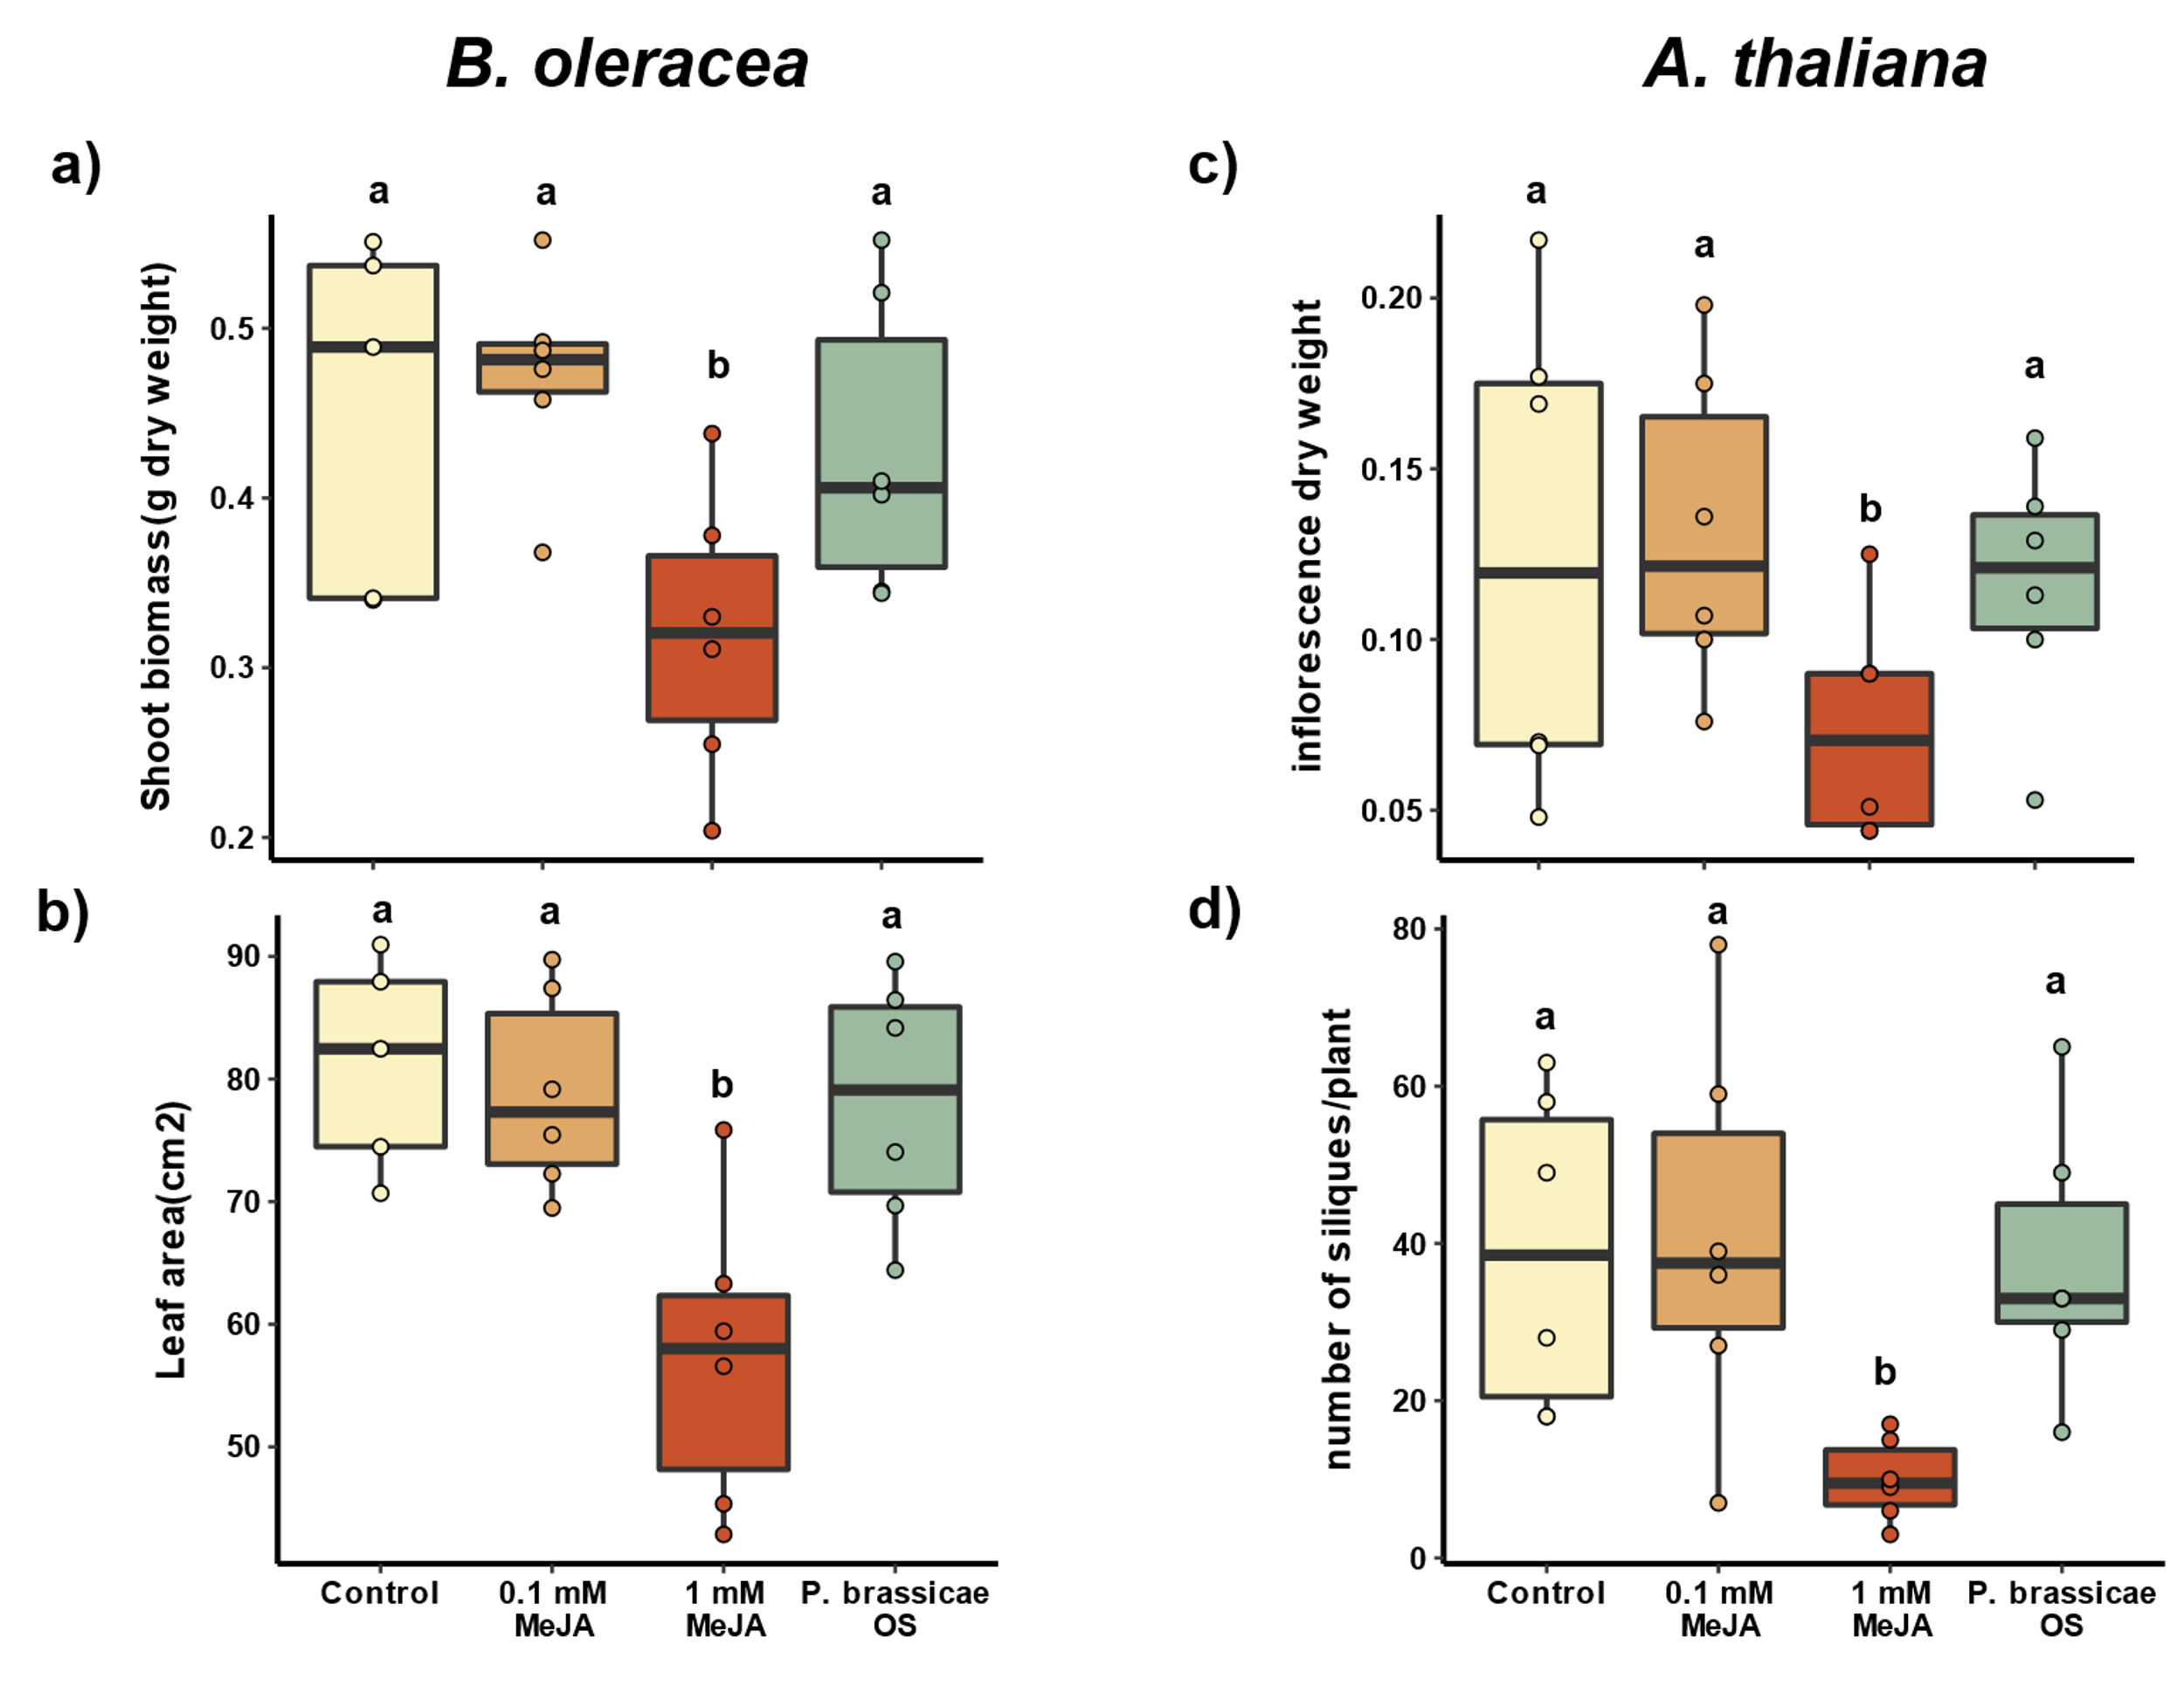 B. oleracea
A. thaliana
a)
a
a
b
a
Shoot biomass(g dry weight)
0.5
0.4
0.3
0.2
c)
a
a
b
a
inflorescence dry weight
0.20
0.15
0.10
0.05
b)
a
a
b
a
Leaf area(cm2)
90
80
70
60
50
Control
0.1 mM
MeJA
1 mM
MeJA
P. brassicae
OS
d)
a
a
b
a
number of siliques/plant
80
60
40
20
0
Control
0.1 mM
MeJA
1 mM
MeJA
P. brassicae
OS